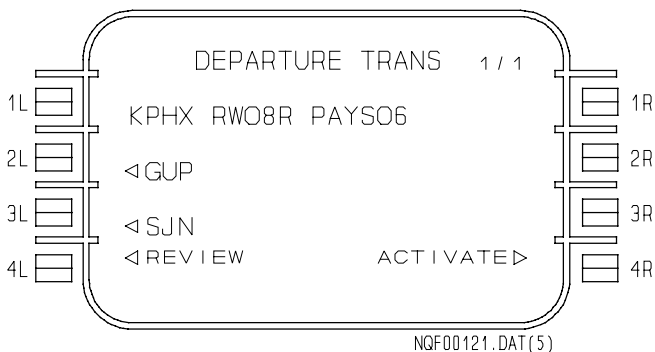 DEPARTURE TRANS 1/1
1L 1R
KPHX RW08R PAYSO6
2L 2R
◁GUP
3L 3R
◁SJN
◁REVIEW ACTIVATE▷
4L 4R
NQF00121.DAT(5)